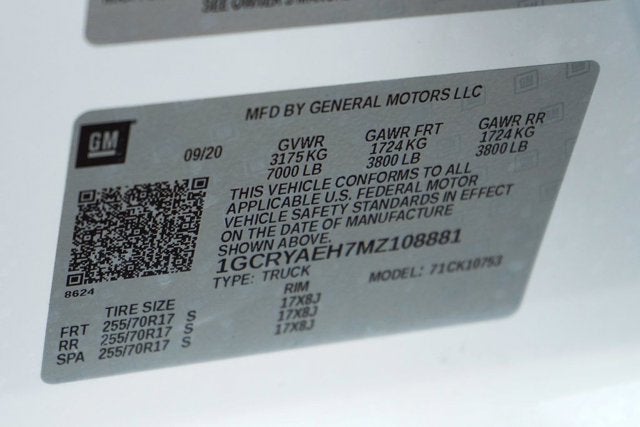 SEE OWNER'S
GM
MFD BY GENERAL MOTORS LLC
09/20
GVWR GAWR FRT GAWR RR
3175 KG 1724 KG 1724 KG
7000 LB 3800 LB 3800 LB
THIS VEHICLE CONFORMS TO ALL
APPLICABLE U.S. FEDERAL MOTOR
VEHICLE SAFETY STANDARDS IN EFFECT
ON THE DATE OF MANUFACTURE
SHOWN ABOVE.
1GCRYAEH7MZ108881
TYPE: TRUCK MODEL: 71CK10753
8624
TIRE SIZE RIM
FRT 255/70R17 S 17X8J
RR 255/70R17 S 17X8J
SPA 255/70R17 S 17X8J